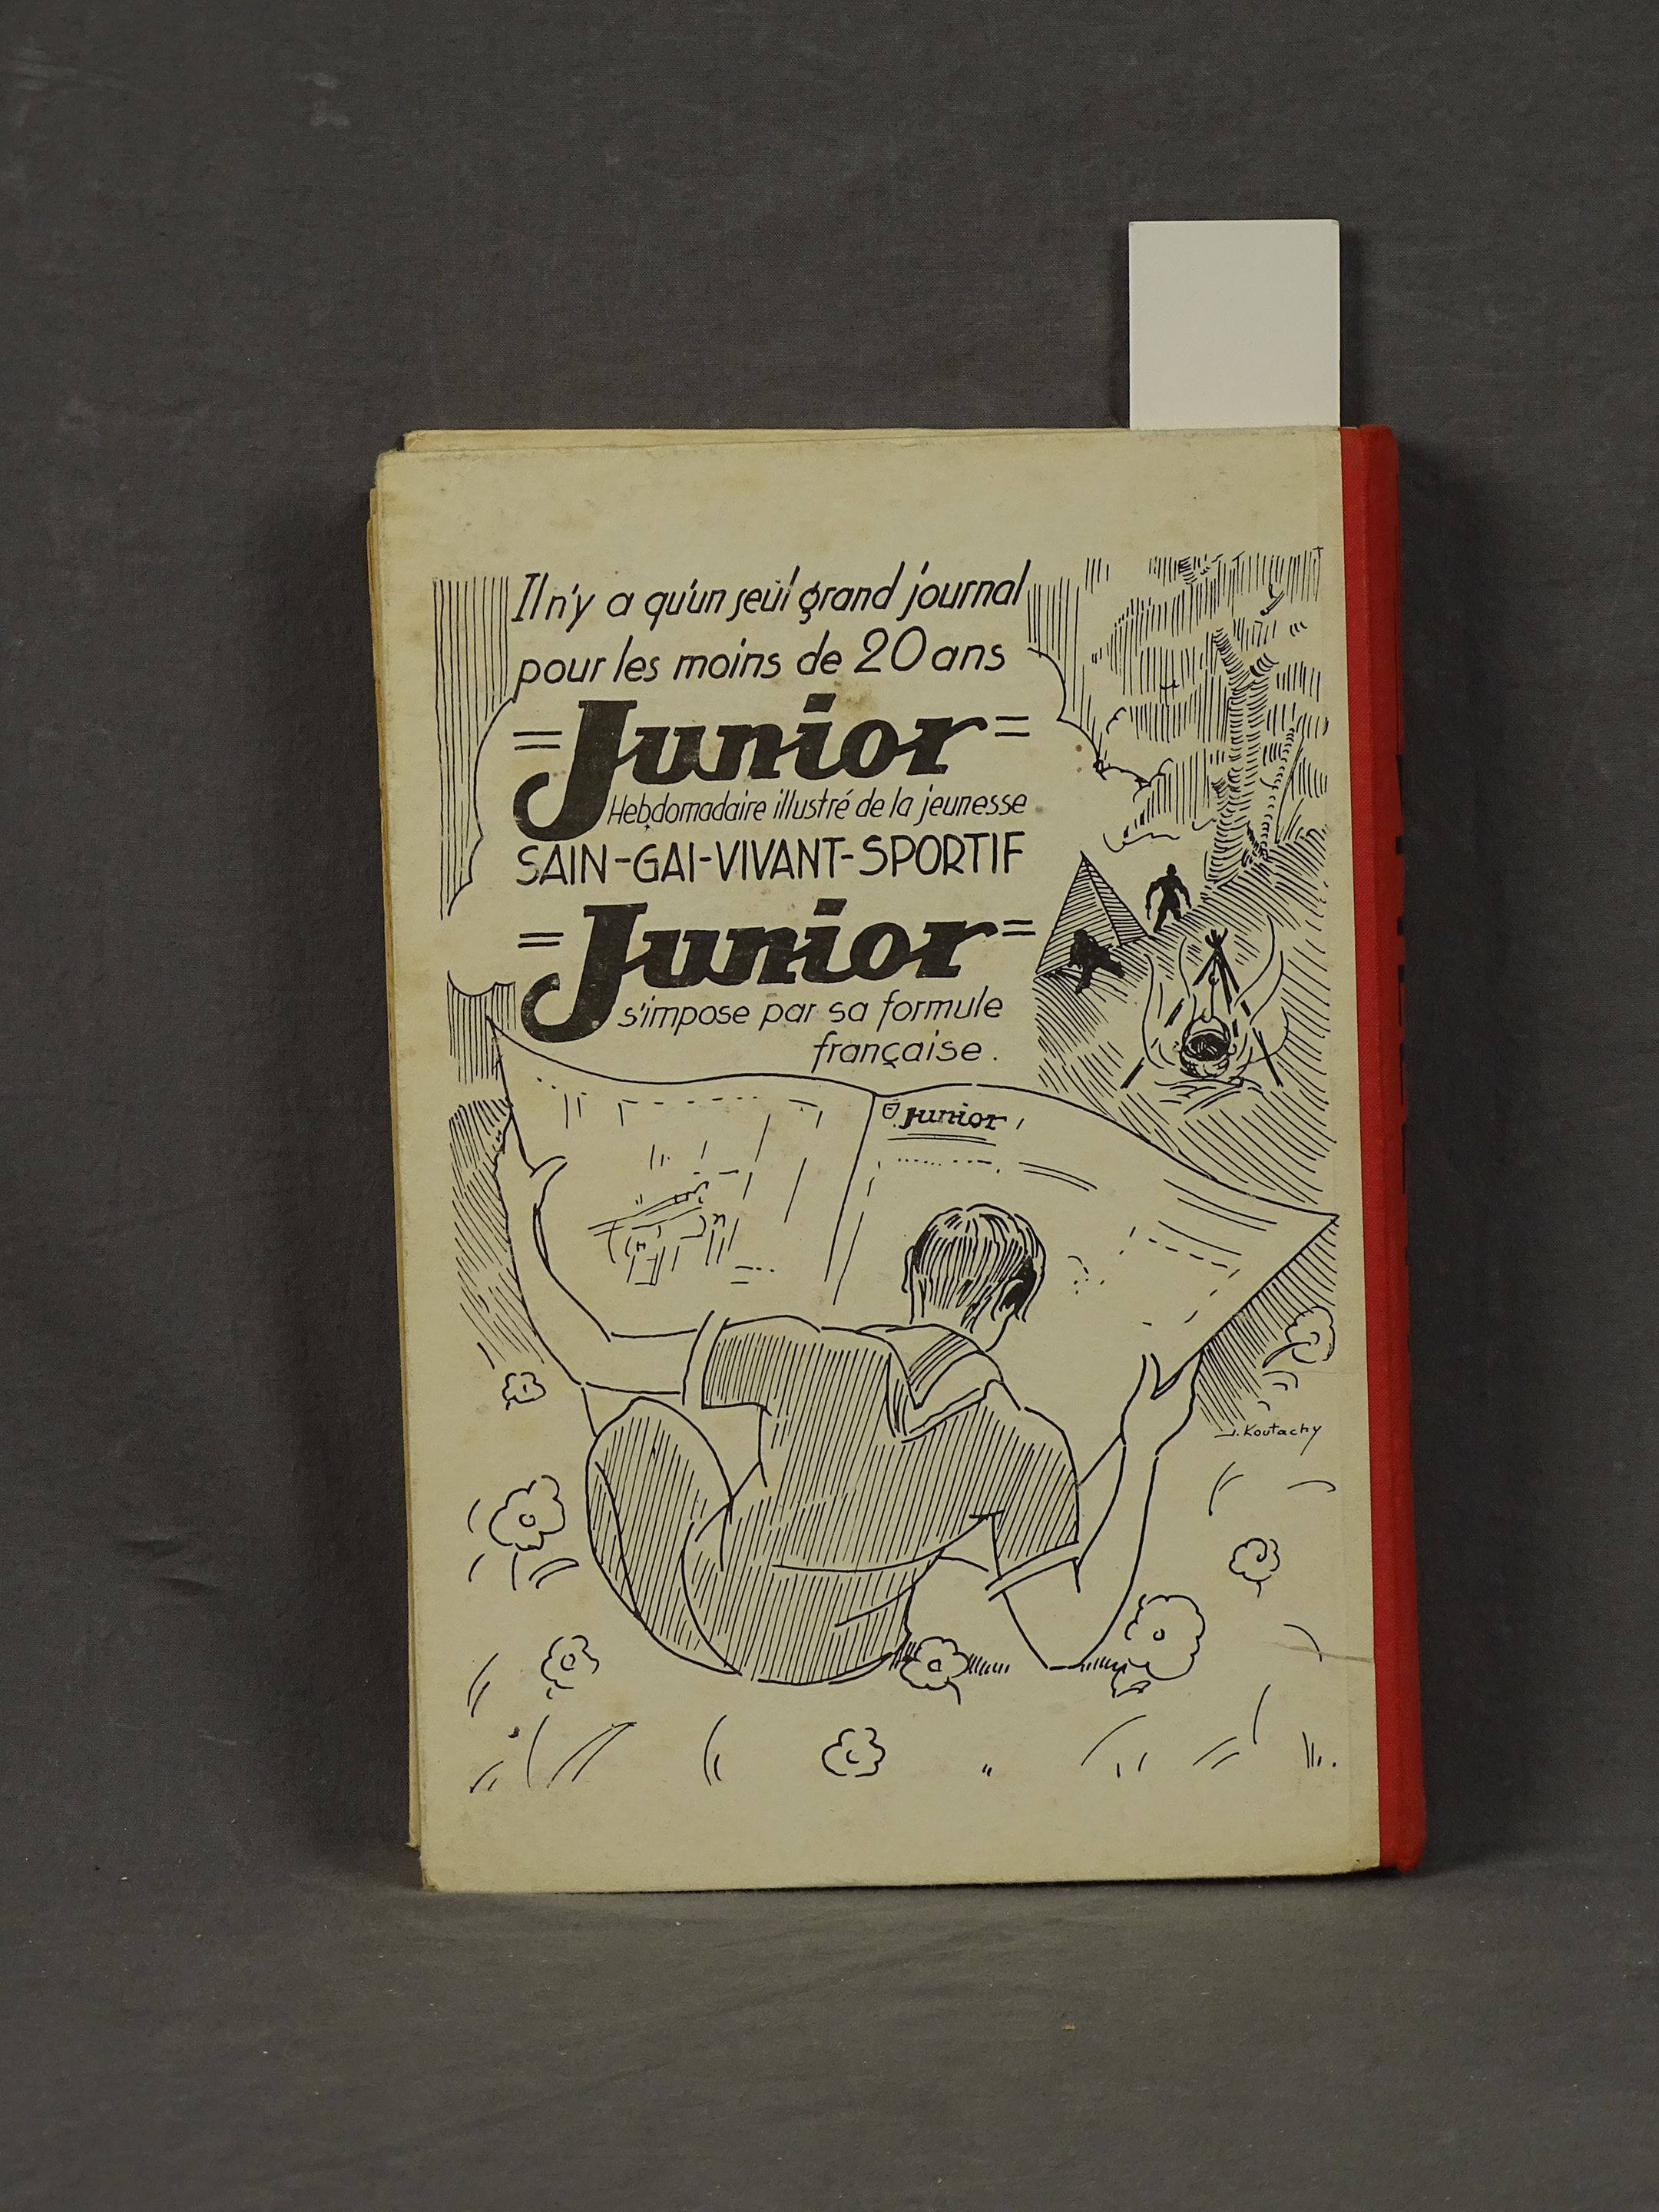 Il n'y a qu'un seul grand journal
pour les moins de 20 ans
=Junior=
Hebdomadaire illustré de la jeunesse
SAIN-GAI-VIVANT-SPORTIF
=Junior=
s'impose par sa formule
française.
Junior
J. Koutachy